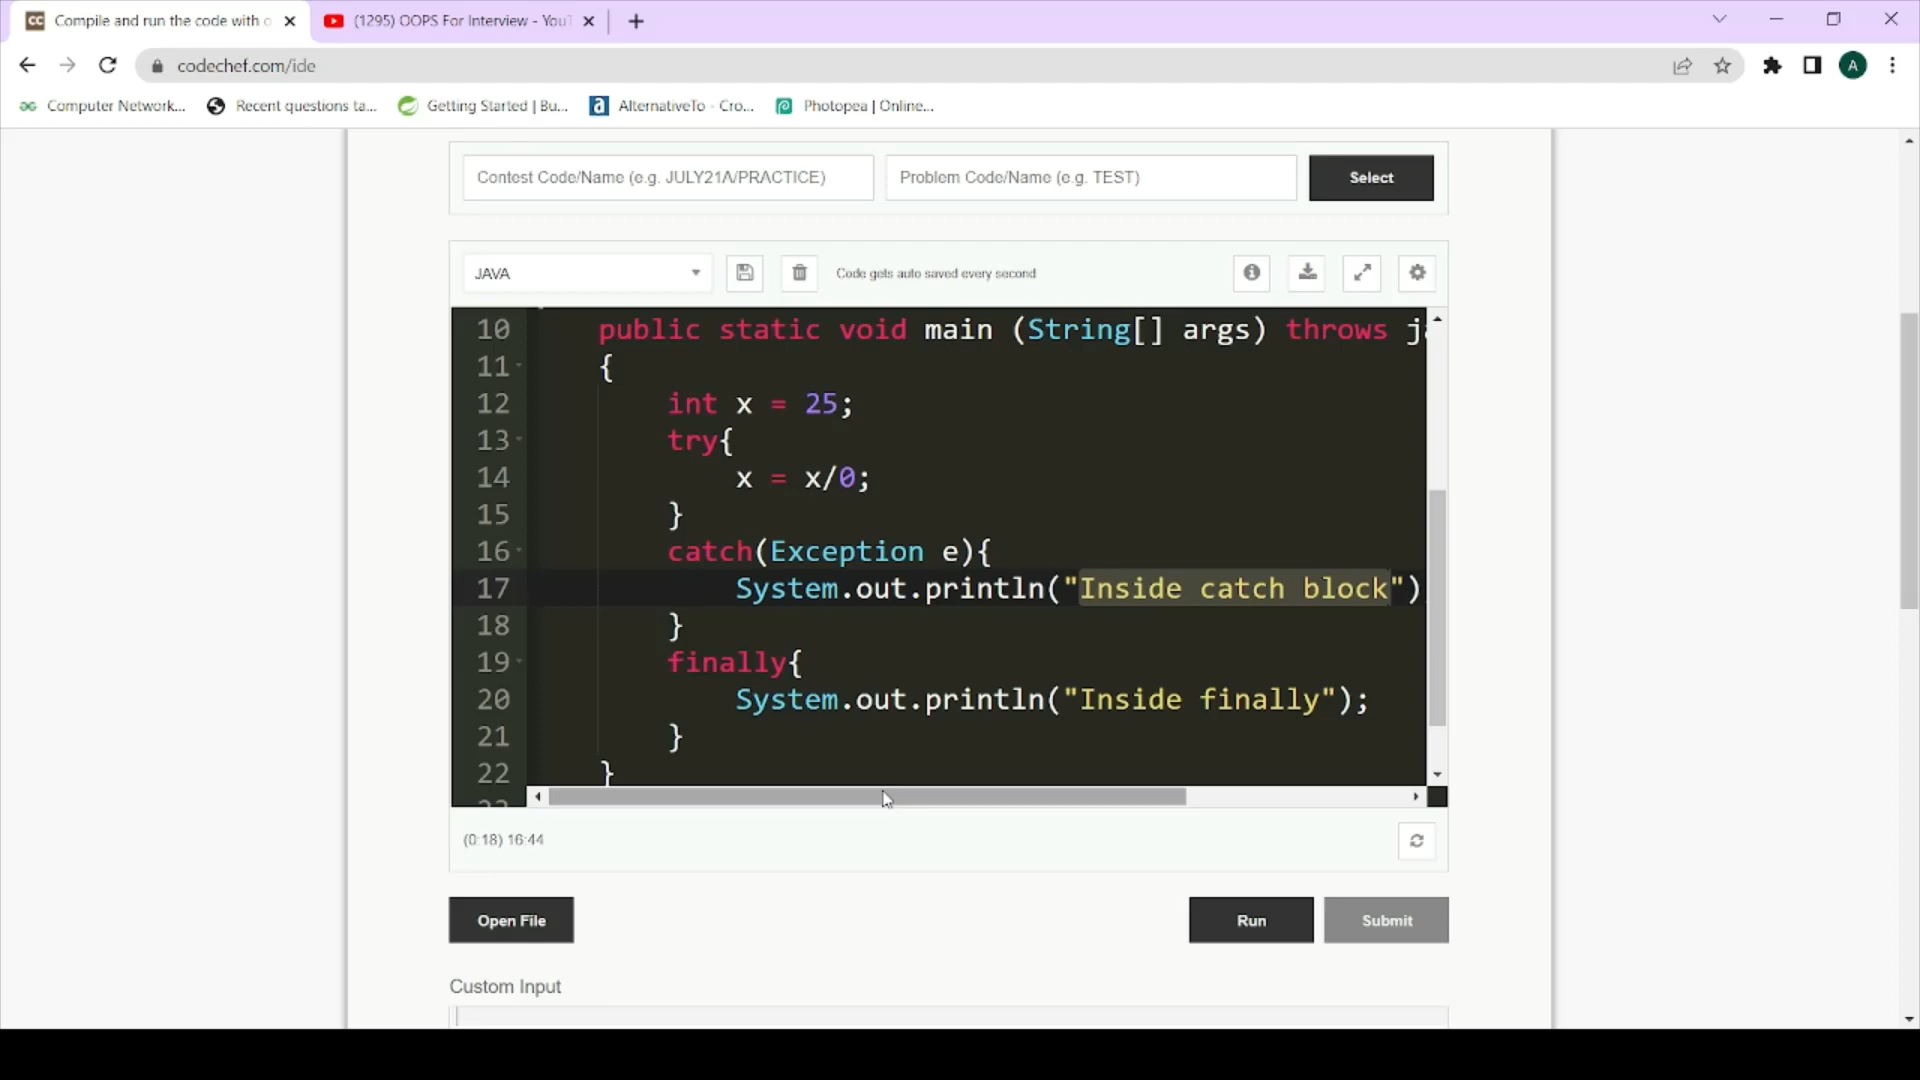 CC Compile and run the code with o
(1295) OOPS For Interview - YouT
codechef.com/ide
A
Computer Network... Recent questions ta... Getting Started | Bu... a AlternativeTo - Cro... Photopea | Online...
Contest Code/Name (e.g. JULY21A/PRACTICE) Problem Code/Name (e.g. TEST) Select
JAVA Code gets auto saved every second
10 public static void main (String[] args) throws j
11 {
12 int x = 25;
13 try{
14 x = x/0;
15 }
16 catch(Exception e){
17 System.out.println("Inside catch block")
18 }
19 finally{
20 System.out.println("Inside finally");
21 }
22 }
23
(0:18) 16:44
Open File Run Submit
Custom Input